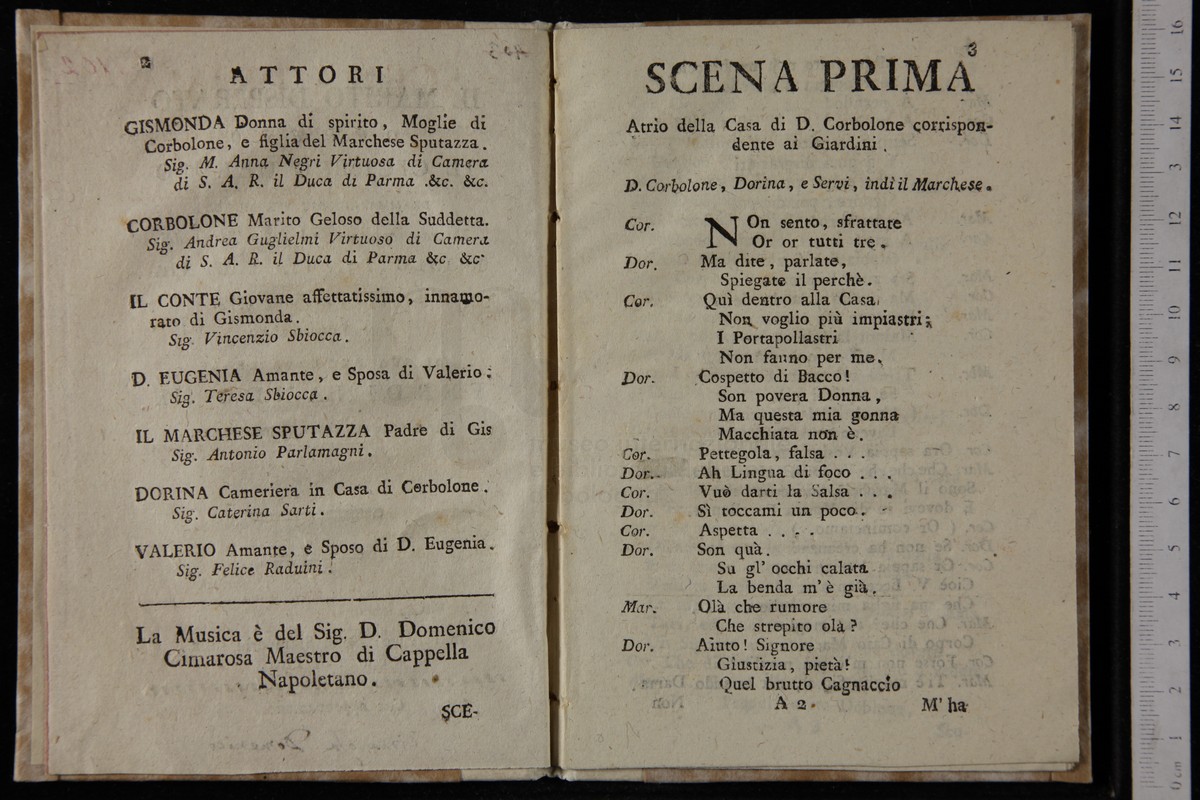 2
ATTORI
GISMONDA Donna di spirito, Moglie di
Corbolone, e figlia del Marchese Sputazza.
Sig. M. Anna Negri Virtuosa di Camera
di S. A. R. il Duca di Parma .&c. &c.
CORBOLONE Marito Geloso della Suddetta.
Sig. Andrea Guglielmi Virtuoso di Camera
di S. A. R. il Duca di Parma &c &c.
IL CONTE Giovane affettatissimo, innamo-
rato di Gismonda.
Sig. Vincenzio Sbiocca.
D. EUGENIA Amante, e Sposa di Valerio.
Sig. Teresa Sbiocca.
IL MARCHESE SPUTAZZA Padre di Gis
Sig. Antonio Parlamagni.
DORINA Cameriera in Casa di Corbolone.
Sig. Caterina Sarti.
VALERIO Amante, e Sposo di D. Eugenia.
Sig. Felice Raduini.
La Musica è del Sig. D. Domenico
Cimarosa Maestro di Cappella
Napoletano.
SCE-
3
SCENA PRIMA
Atrio della Casa di D. Corbolone corrispon-
dente ai Giardini.
D. Corbolone, Dorina, e Servi, indi il Marchese.
Cor. NOn sento, sfrattate
Or or tutti tre.
Dor. Ma dite, parlate,
Spiegate il perchè.
Cor. Quì dentro alla Casa
Non voglio più impiastri;
I Portapollastri
Non fanno per me.
Dor. Cospetto di Bacco!
Son povera Donna,
Ma questa mia gonna
Macchiata non è.
Cor. Pettegola, falsa . . .
Dor. Ah Lingua di foco . . .
Cor. Vuò darti la Salsa . . .
Dor. Sì toccami un poco.
Cor. Aspetta . . . .
Dor. Son quà.
Su gl' occhi calata
La benda m' è già.
Mar. Olà che rumore
Che strepito olà?
Dor. Aiuto! Signore
Giustizia, pietà!
Quel brutto Cagnaccio
A 2. M' ha